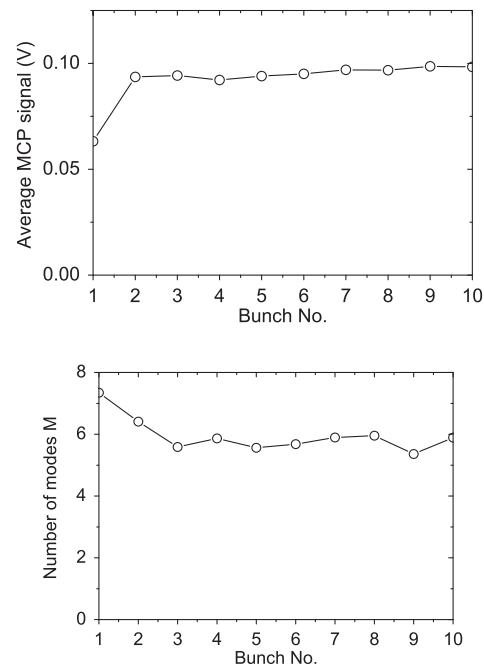 Average MCP signal (V)
0.10
0.05
0.00
1 2 3 4 5 6 7 8 9 10
Bunch No.
Number of modes M
8
6
4
2
0
1 2 3 4 5 6 7 8 9 10
Bunch No.